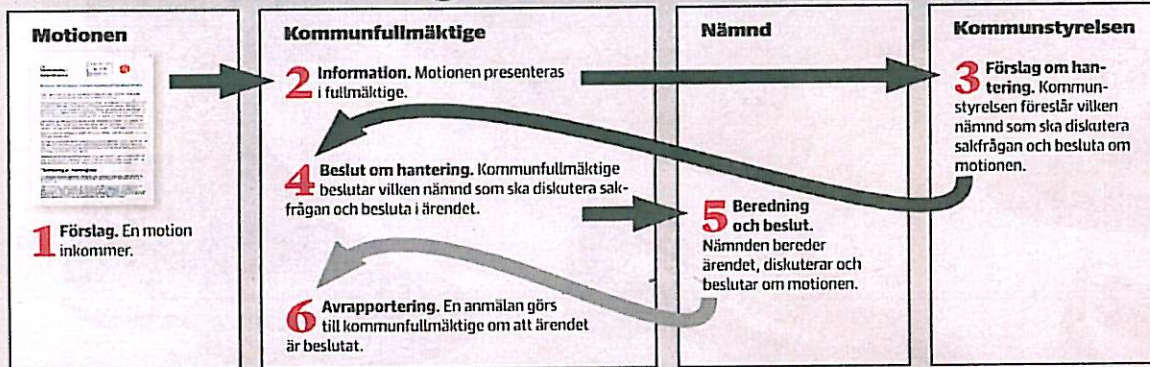 Motionen
1 Förslag. En motion
inkommer.
Kommunfullmäktige
2 Information. Motionen presenteras
i fullmäktige.
4 Beslut om hantering. Kommunfullmäktige
beslutar vilken nämnd som ska diskutera sak-
frågan och besluta i ärendet.
6 Avrapportering. En anmälan görs
till kommunfullmäktige om att ärendet
är beslutat.
Nämnd
5 Beredning
och beslut.
Nämnden bereder
ärendet, diskuterar och
beslutar om motionen.
Kommunstyrelsen
3 Förslag om han-
tering. Kommun-
styrelsen föreslår vilken
nämnd som ska diskutera
sakfrågan och besluta om
motionen.